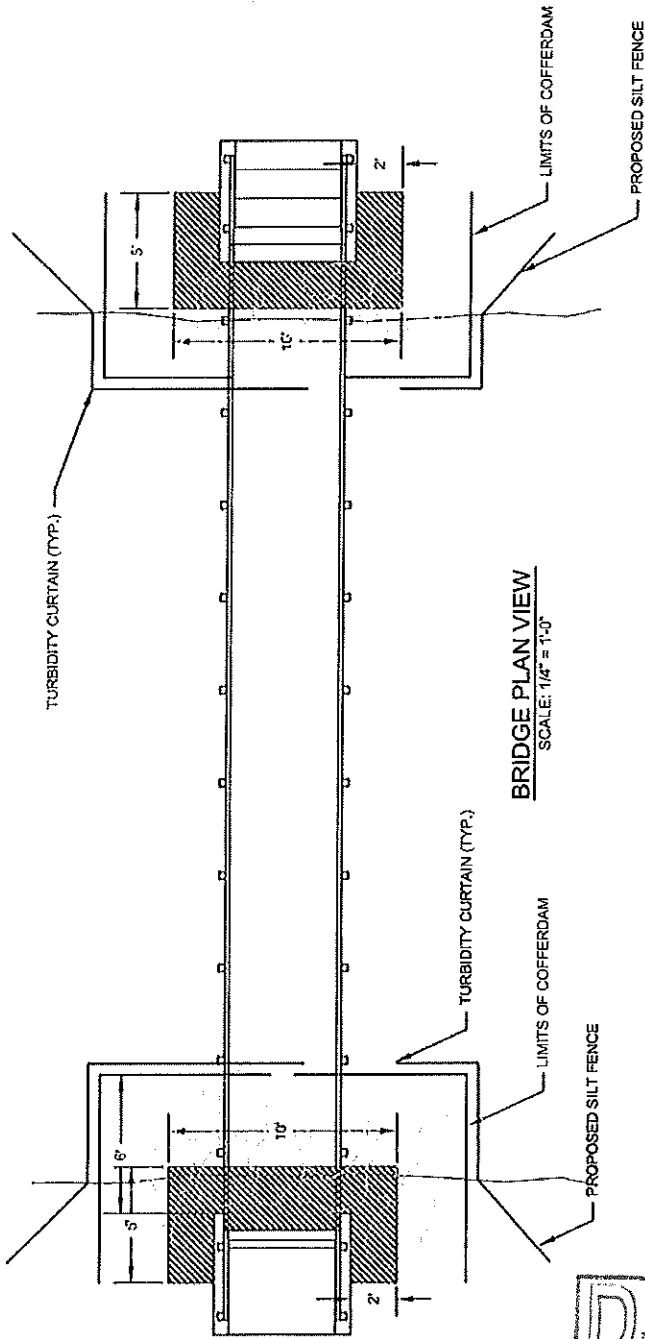 TURBIDITY CURTAIN (TYP.)
5'
10'
2'
LIMITS OF COFFERDAM
PROPOSED SILT FENCE
BRIDGE PLAN VIEW
SCALE: 1/4" = 1'-0"
6'
5'
10'
2'
TURBIDITY CURTAIN (TYP.)
LIMITS OF COFFERDAM
PROPOSED SILT FENCE
D